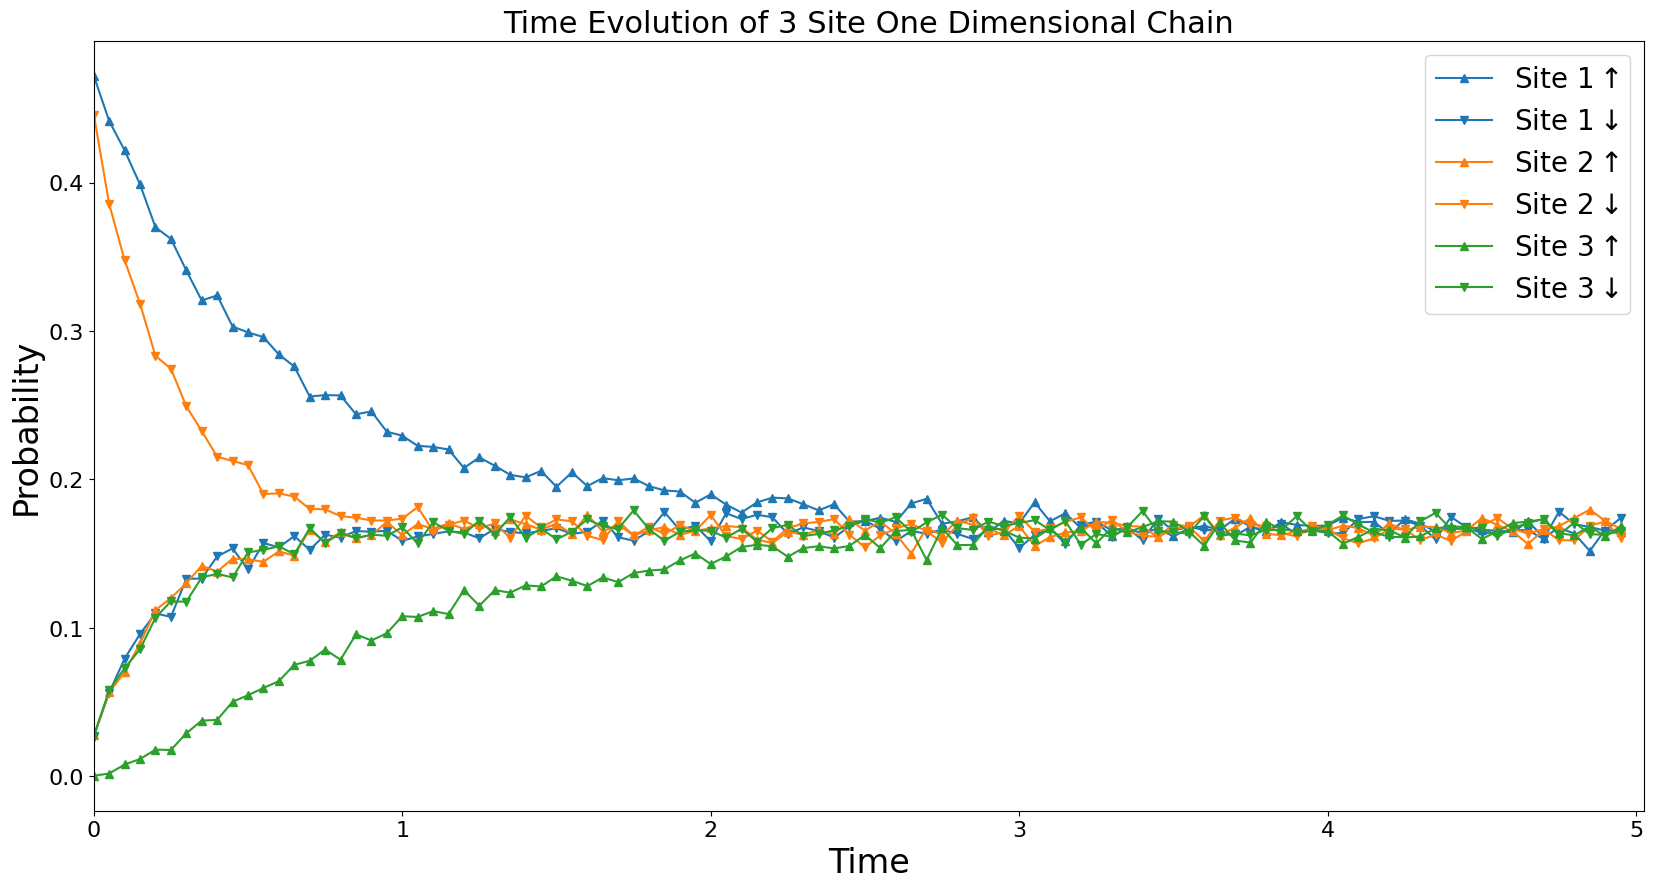 Time Evolution of 3 Site One Dimensional Chain
Probability
0.4
0.3
0.2
0.1
0.0
Site 1 ↑
Site 1 ↓
Site 2 ↑
Site 2 ↓
Site 3 ↑
Site 3 ↓
0 1 2 3 4 5
Time